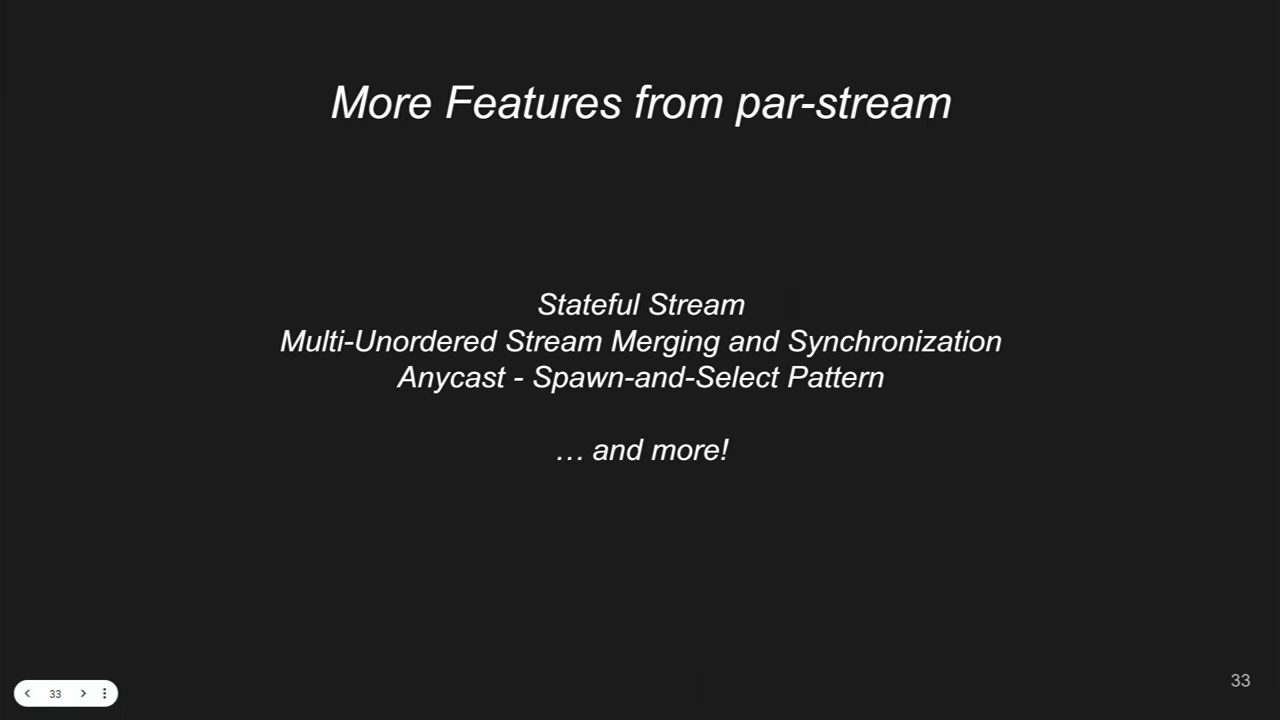 More Features from par-stream
Stateful Stream
Multi-Unordered Stream Merging and Synchronization
Anycast - Spawn-and-Select Pattern
… and more!
33
33